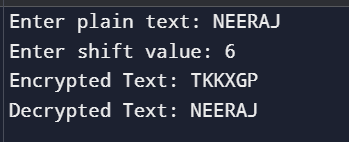 Enter plain text: NEERAJ
Enter shift value: 6
Encrypted Text: TKKXGP
Decrypted Text: NEERAJ